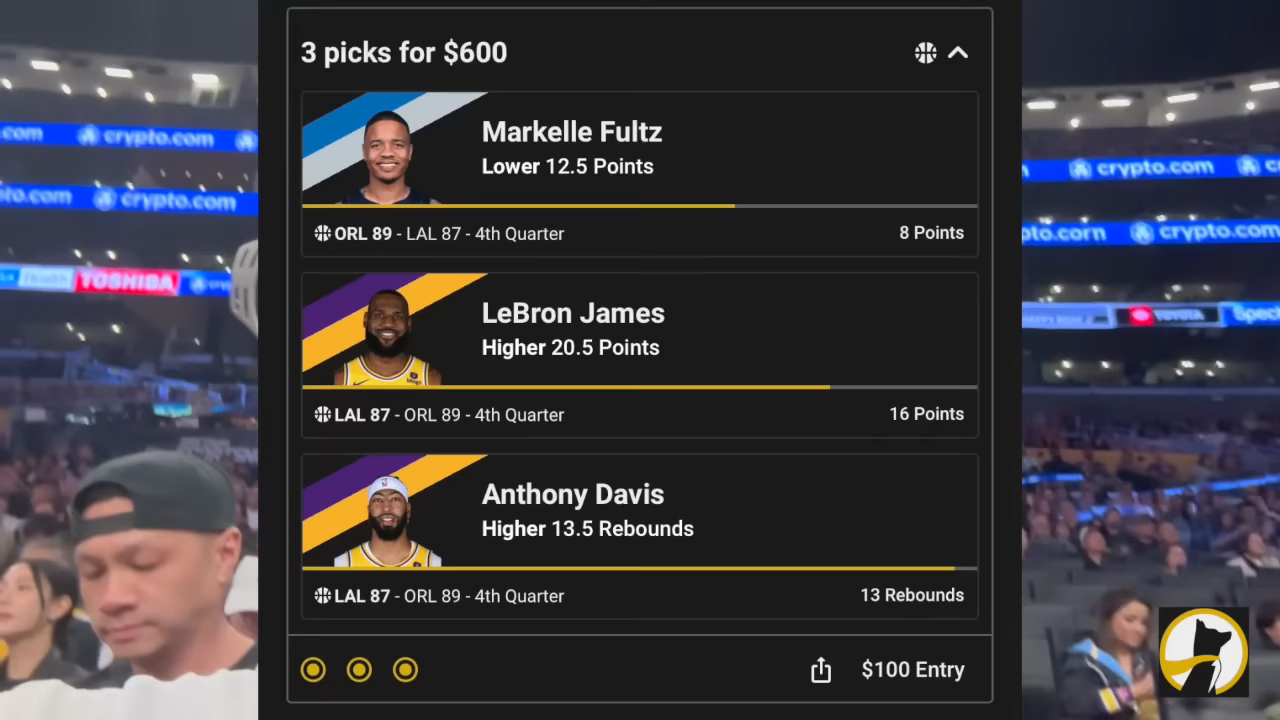 3 picks for $600
Markelle Fultz
Lower 12.5 Points
ORL 89 - LAL 87 - 4th Quarter
8 Points
LeBron James
Higher 20.5 Points
LAL 87 - ORL 89 - 4th Quarter
16 Points
Anthony Davis
Higher 13.5 Rebounds
LAL 87 - ORL 89 - 4th Quarter
13 Rebounds
$100 Entry
.com crypto.com
crypto.com
crypto.com
crypto.com
TOSHIBA
TOYOTA